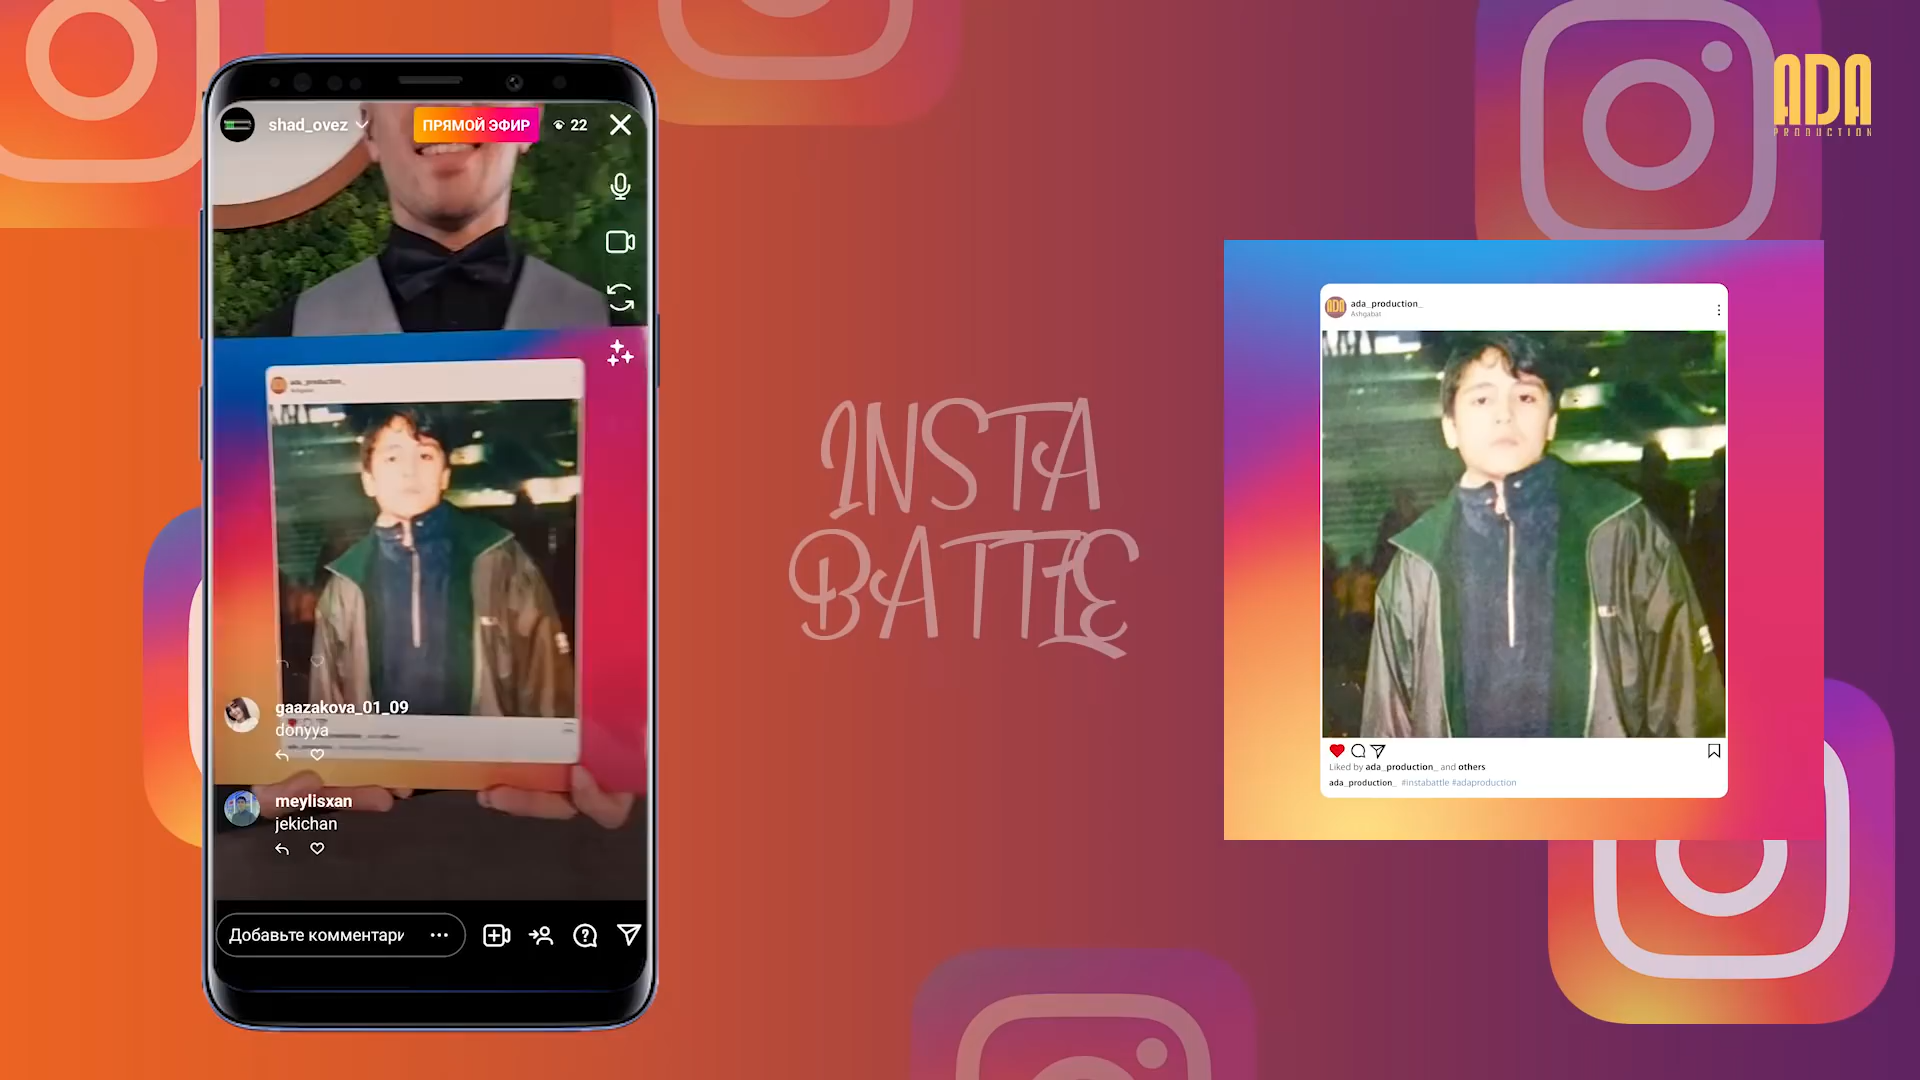 shad_ovez
ПРЯМОЙ ЭФИР
22
gaazakova_01_09
donyya
meylisxan
jekichan
Добавьте комментари
INSTA
BATTLE
ADA
PRODUCTION
ADA
ada_production_
Ashgabat
Liked by ada_production_ and others
ada_production_ #instabattle #adaproduction